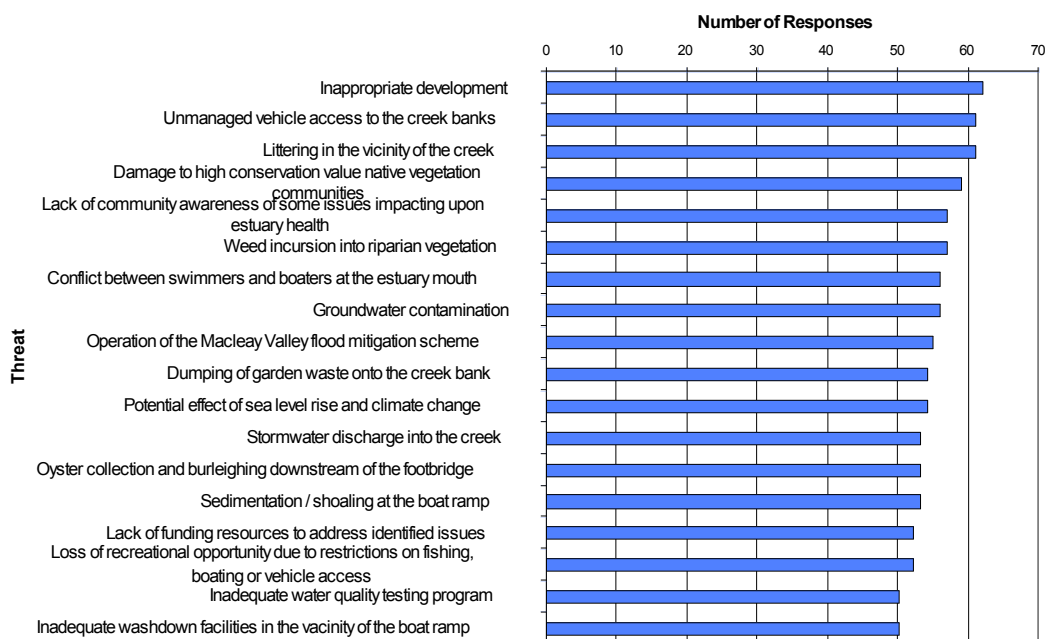 Number of Responses
0 10 20 30 40 50 60 70
Threat
Inappropriate development
Unmanaged vehicle access to the creek banks
Littering in the vicinity of the creek
Damage to high conservation value native vegetation
communities
Lack of community awareness of some issues impacting upon
estuary health
Weed incursion into riparian vegetation
Conflict between swimmers and boaters at the estuary mouth
Groundwater contamination
Operation of the Macleay Valley flood mitigation scheme
Dumping of garden waste onto the creek bank
Potential effect of sea level rise and climate change
Stormwater discharge into the creek
Oyster collection and burleighing downstream of the footbridge
Sedimentation / shoaling at the boat ramp
Lack of funding resources to address identified issues
Loss of recreational opportunity due to restrictions on fishing,
boating or vehicle access
Inadequate water quality testing program
Inadequate washdown facilities in the vacinity of the boat ramp